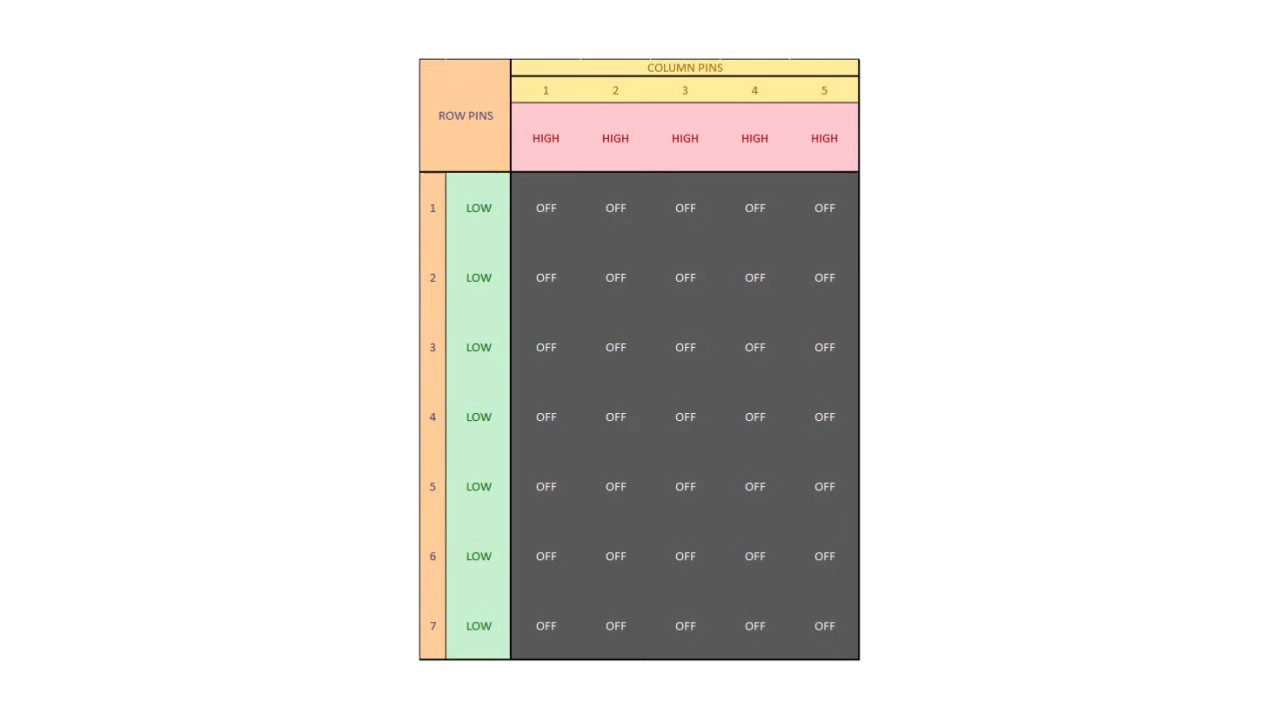 COLUMN PINS
1 2 3 4 5
ROW PINS
HIGH HIGH HIGH HIGH HIGH
1 LOW OFF OFF OFF OFF OFF
2 LOW OFF OFF OFF OFF OFF
3 LOW OFF OFF OFF OFF OFF
4 LOW OFF OFF OFF OFF OFF
5 LOW OFF OFF OFF OFF OFF
6 LOW OFF OFF OFF OFF OFF
7 LOW OFF OFF OFF OFF OFF